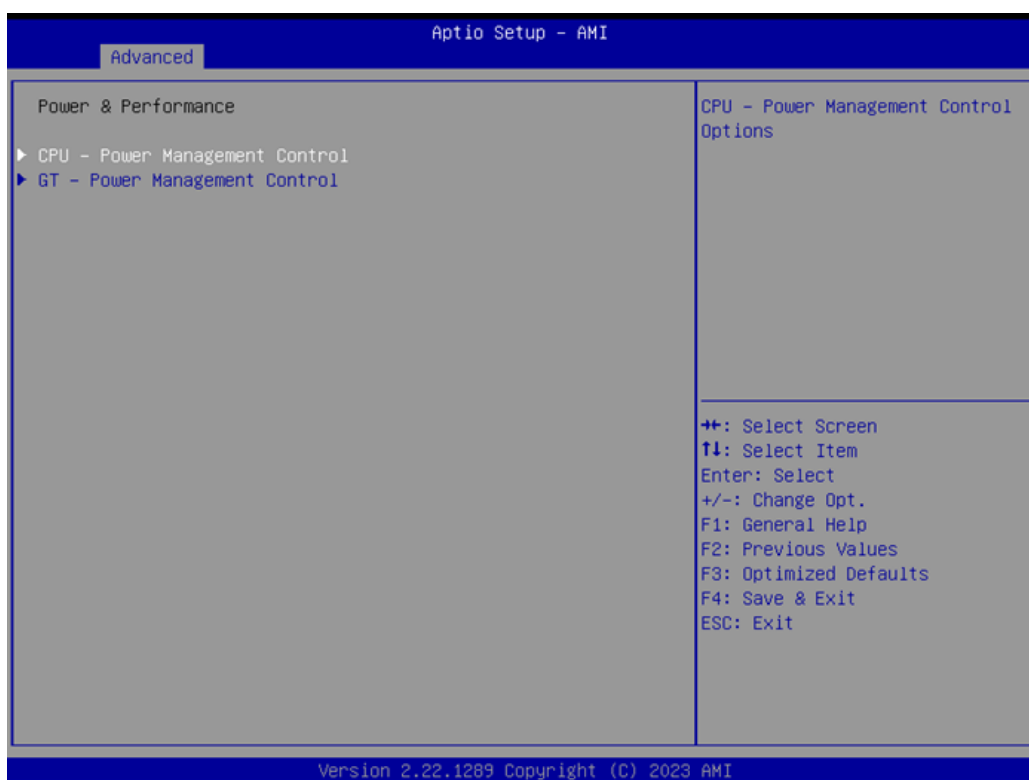 Aptio Setup – AMI
Advanced
Power & Performance
CPU – Power Management Control
GT – Power Management Control
CPU – Power Management Control
Options
→←: Select Screen
↑↓: Select Item
Enter: Select
+/-: Change Opt.
F1: General Help
F2: Previous Values
F3: Optimized Defaults
F4: Save & Exit
ESC: Exit
Version 2.22.1289 Copyright (C) 2023 AMI